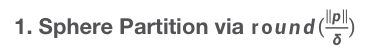 1. Sphere Partition via round(‖p‖/δ)